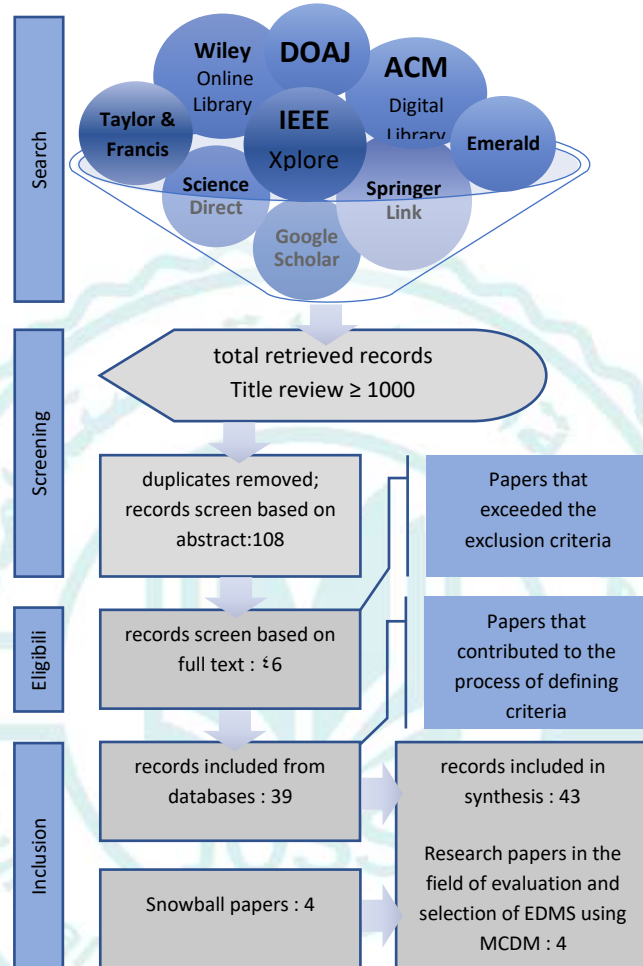 Search
Wiley
Online
Library
DOAJ
ACM
Digital
Library
Taylor &
Francis
IEEE
Xplore
Emerald
Science
Direct
Springer
Link
Google
Scholar
Screening
total retrieved records
Title review ≥ 1000
duplicates removed;
records screen based on
abstract:108
Papers that
exceeded the
exclusion criteria
Eligibili
records screen based on
full text : ٤6
Papers that
contributed to the
process of defining
criteria
Inclusion
records included from
databases : 39
records included in
synthesis : 43
Research papers in the
field of evaluation and
selection of EDMS using
MCDM : 4
Snowball papers : 4